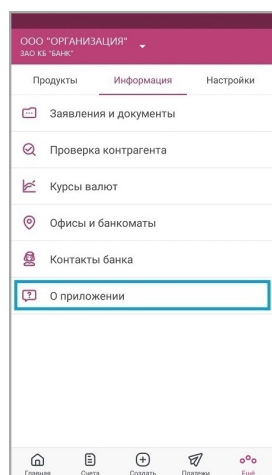 ООО "ОРГАНИЗАЦИЯ"
ЗАО КБ "БАНК"
Продукты Информация Настройки
Заявления и документы
Проверка контрагента
Курсы валют
Офисы и банкоматы
Контакты банка
О приложении
Главная Счета Создать Платежи Ещё